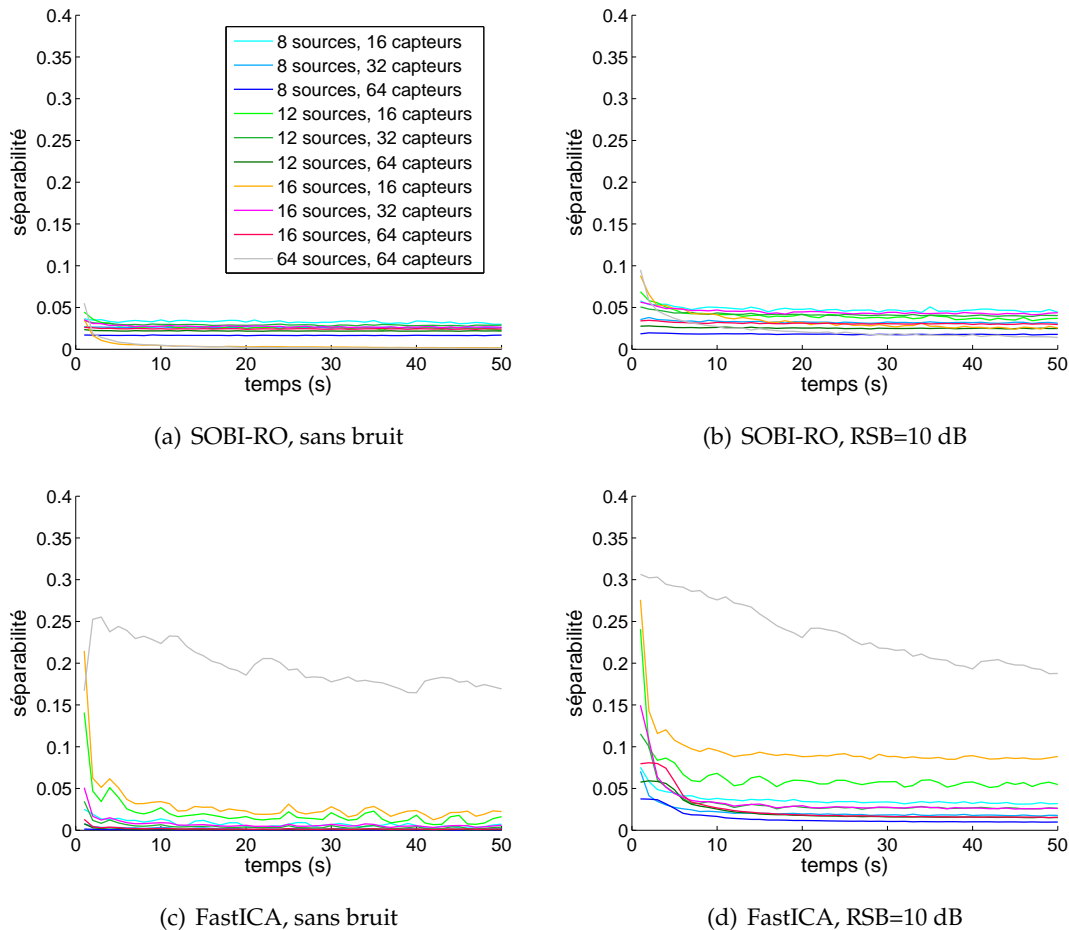 0.4
0.35
0.3
0.25
0.2
0.15
0.1
0.05
0
séparabilité
8 sources, 16 capteurs
8 sources, 32 capteurs
8 sources, 64 capteurs
12 sources, 16 capteurs
12 sources, 32 capteurs
12 sources, 64 capteurs
16 sources, 16 capteurs
16 sources, 32 capteurs
16 sources, 64 capteurs
64 sources, 64 capteurs
0 10 20 30 40 50
temps (s)
(a) SOBI-RO, sans bruit
0.4
0.35
0.3
0.25
0.2
0.15
0.1
0.05
0
séparabilité
0 10 20 30 40 50
temps (s)
(b) SOBI-RO, RSB=10 dB
0.4
0.35
0.3
0.25
0.2
0.15
0.1
0.05
0
séparabilité
0 10 20 30 40 50
temps (s)
(c) FastICA, sans bruit
0.4
0.35
0.3
0.25
0.2
0.15
0.1
0.05
0
séparabilité
0 10 20 30 40 50
temps (s)
(d) FastICA, RSB=10 dB